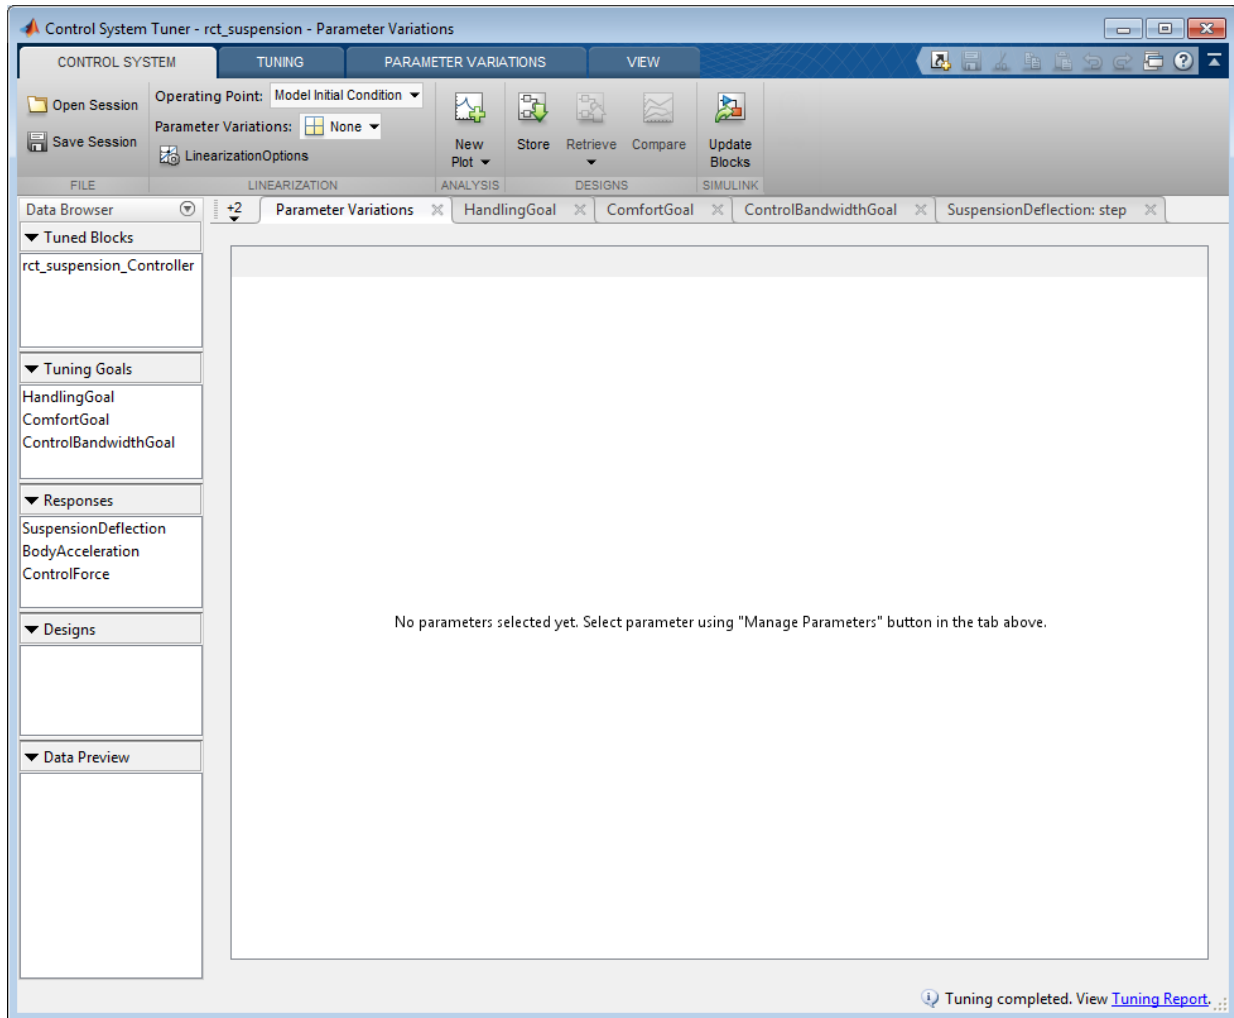 Control System Tuner - rct_suspension - Parameter Variations
CONTROL SYSTEM TUNING PARAMETER VARIATIONS VIEW
Open Session
Save Session
FILE
Operating Point: Model Initial Condition
Parameter Variations: None
LinearizationOptions
LINEARIZATION
New
Plot
ANALYSIS
Store
Retrieve
Compare
DESIGNS
Update
Blocks
SIMULINK
Data Browser
+2 Parameter Variations HandlingGoal ComfortGoal ControlBandwidthGoal SuspensionDeflection: step
Tuned Blocks
rct_suspension_Controller
Tuning Goals
HandlingGoal
ComfortGoal
ControlBandwidthGoal
Responses
SuspensionDeflection
BodyAcceleration
ControlForce
Designs
Data Preview
No parameters selected yet. Select parameter using "Manage Parameters" button in the tab above.
Tuning completed. View Tuning Report.